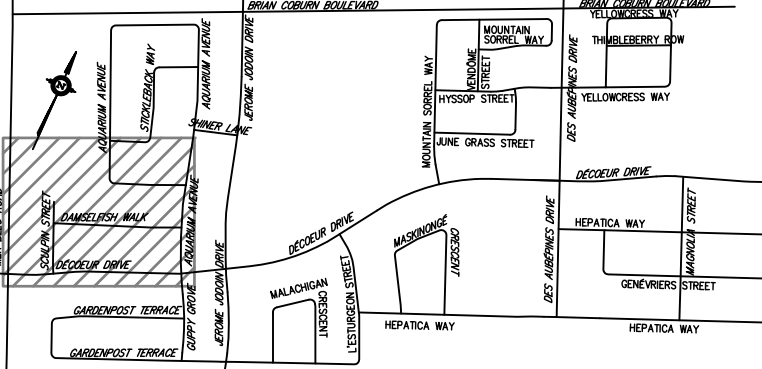 BRIAN COBURN BOULEVARD
BRIAN COBURN BOULEVARD
YELLOWCRESS WAY
MOUNTAIN
SORREL WAY
THIMBLEBERRY ROW
AQUARIUM AVENUE
STICKLEBACK WAY
AQUARIUM AVENUE
JEROME JODOIN DRIVE
MOUNTAIN SORREL WAY
VENDÔME
STREET
DES AUBÉPINES DRIVE
HYSSOP STREET
YELLOWCRESS WAY
N
SHINER LANE
JUNE GRASS STREET
DÉCOEUR DRIVE
SCULPIN STREET
DAMSELFISH WALK
AQUARIUM AVENUE
DÉCOEUR DRIVE
MASKINONGÉ
CRESCENT
DES AUBÉPINES DRIVE
HEPATICA WAY
MAGNOLIA STREET
DÉCOEUR DRIVE
JEROME JODOIN DRIVE
L'ESTURGEON STREET
GENÉVRIERS STREET
MALACHIGAN
CRESCENT
GARDENPOST TERRACE
GUPPY GROVE
HEPATICA WAY
HEPATICA WAY
GARDENPOST TERRACE